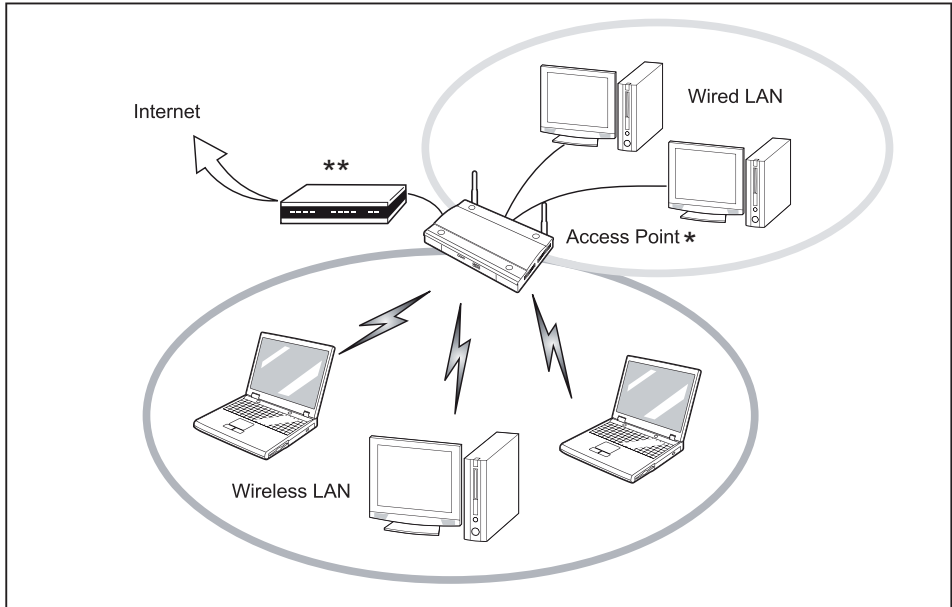 Internet
**
Wired LAN
Access Point *
Wireless LAN